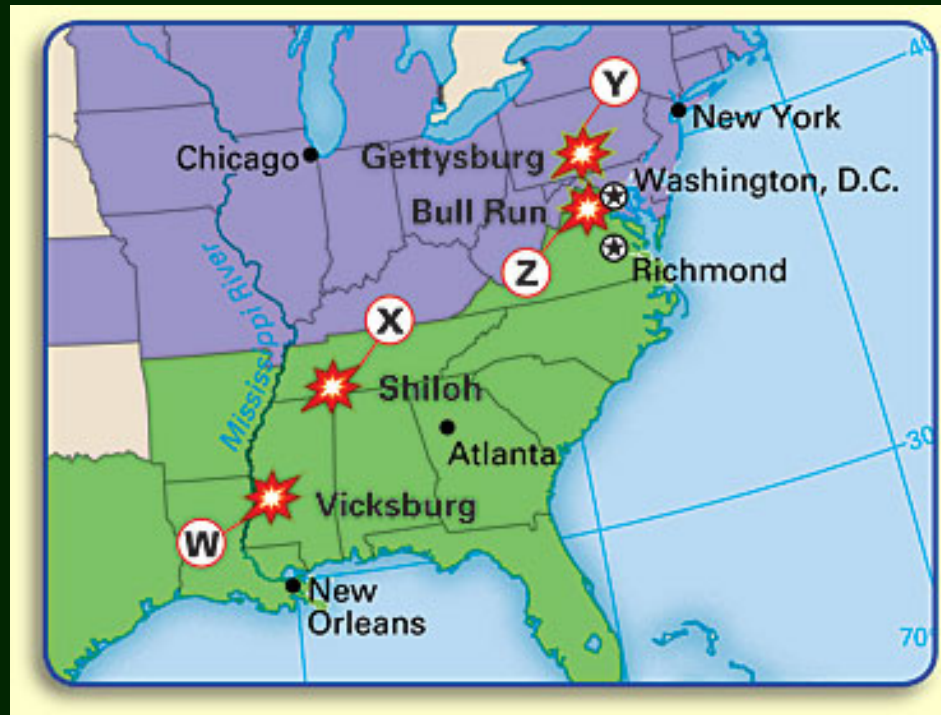 Y
40
New York
Chicago
Gettysburg
Washington, D.C.
Bull Run
Z
Richmond
Mississippi River
X
Shiloh
Atlanta
30
Vicksburg
W
New
Orleans
70°